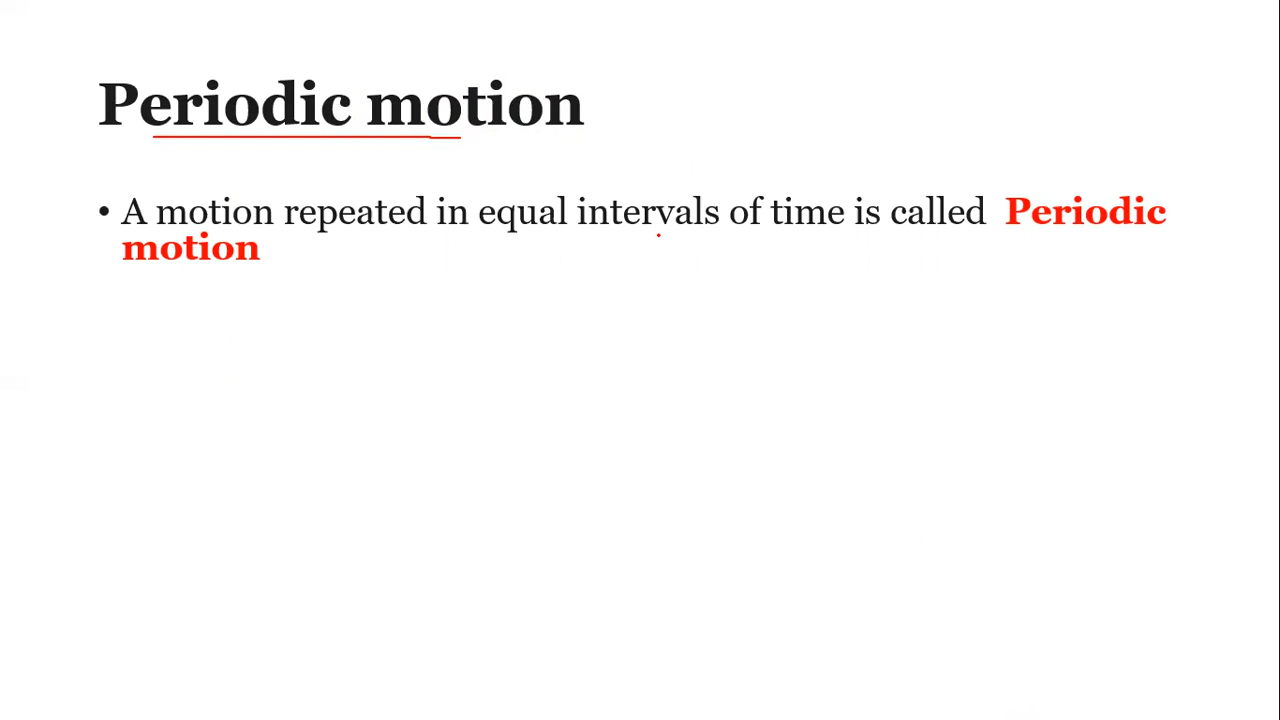 Periodic motion
• A motion repeated in equal intervals of time is called Periodic
motion